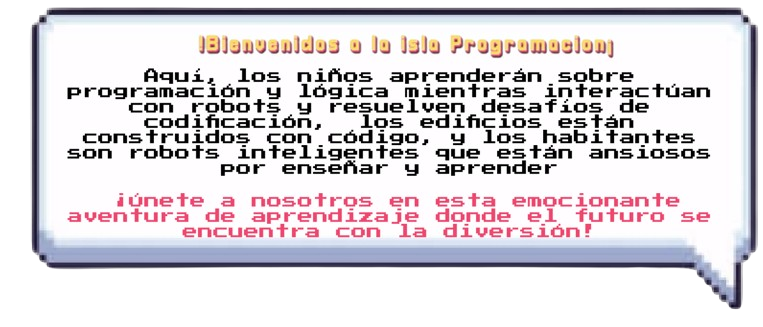 ¡Bienvenidos a la isla Programacion¡
Aquí, los niños aprenderán sobre
programación y lógica mientras interactúan
con robots y resuelven desafíos de
codificación, los edificios están
construidos con código, y los habitantes
son robots inteligentes que están ansiosos
por enseñar y aprender
¡únete a nosotros en esta emocionante
aventura de aprendizaje donde el futuro se
encuentra con la diversión!